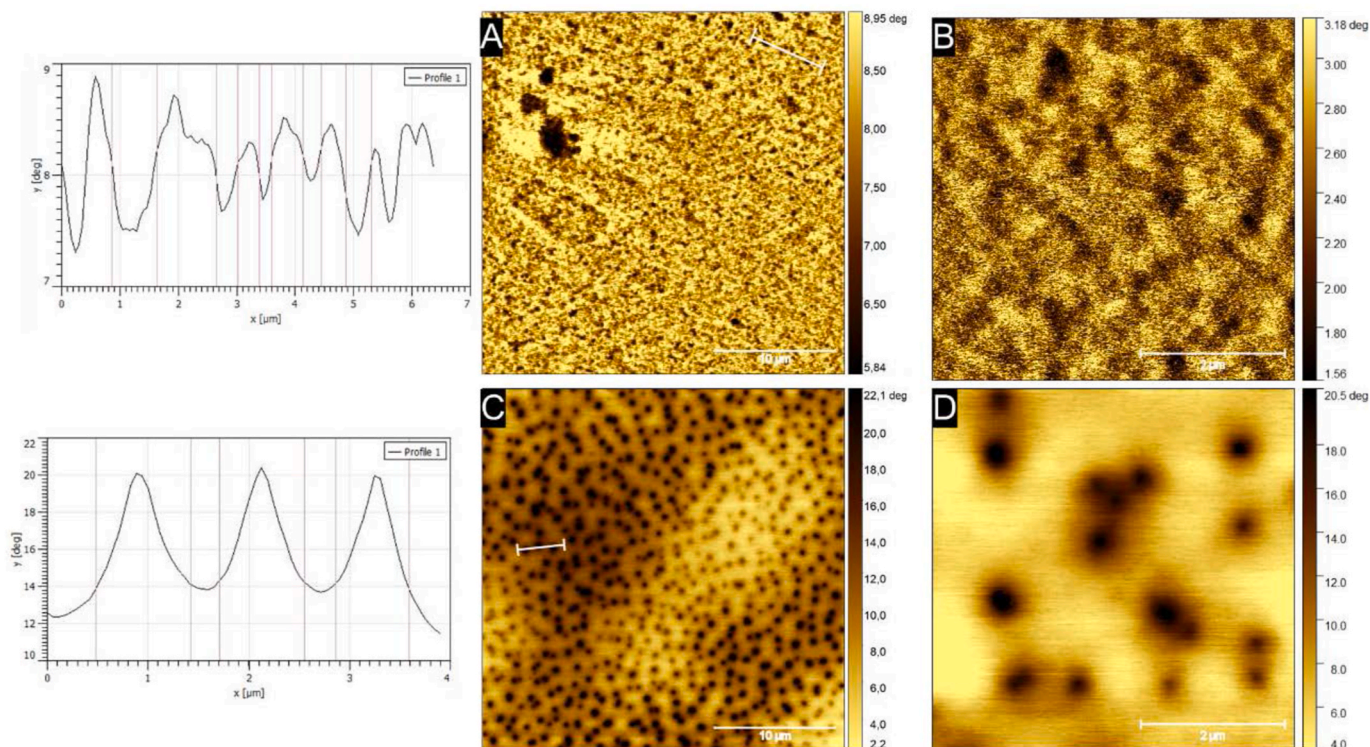 9
8
7
y [deg]
Profile 1
0 1 2 3 4 5 6 7
x [µm]
A
10 µm
8,95 deg
8,50
8,00
7,50
7,00
6,50
5,84
B
2 µm
3.18 deg
3.00
2.80
2.60
2.40
2.20
2.00
1.80
1.56
22
20
18
16
14
12
10
y [deg]
Profile 1
0 1 2 3 4
x [µm]
C
10 µm
22,1 deg
20,0
18,0
16,0
14,0
12,0
10,0
8,0
6,0
4,0
2,2
D
2 µm
20.5 deg
18.0
16.0
14.0
12.0
10.0
8.0
6.0
4.0